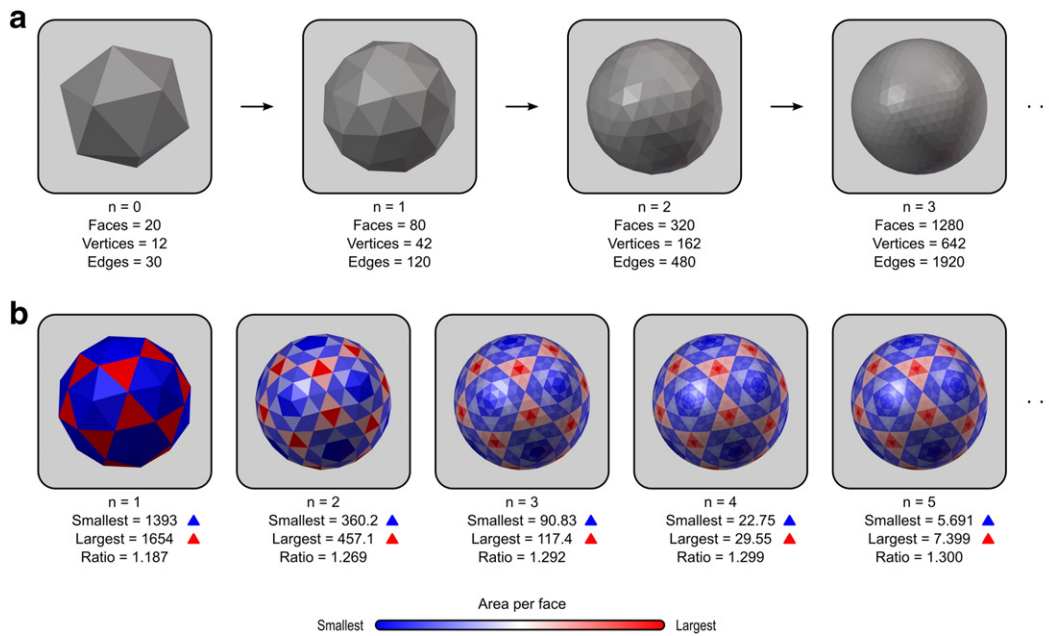 a
n = 0
Faces = 20
Vertices = 12
Edges = 30
n = 1
Faces = 80
Vertices = 42
Edges = 120
n = 2
Faces = 320
Vertices = 162
Edges = 480
n = 3
Faces = 1280
Vertices = 642
Edges = 1920
. .
b
n = 1
Smallest = 1393
Largest = 1654
Ratio = 1.187
n = 2
Smallest = 360.2
Largest = 457.1
Ratio = 1.269
n = 3
Smallest = 90.83
Largest = 117.4
Ratio = 1.292
n = 4
Smallest = 22.75
Largest = 29.55
Ratio = 1.299
n = 5
Smallest = 5.691
Largest = 7.399
Ratio = 1.300
. .
Area per face
Smallest
Largest